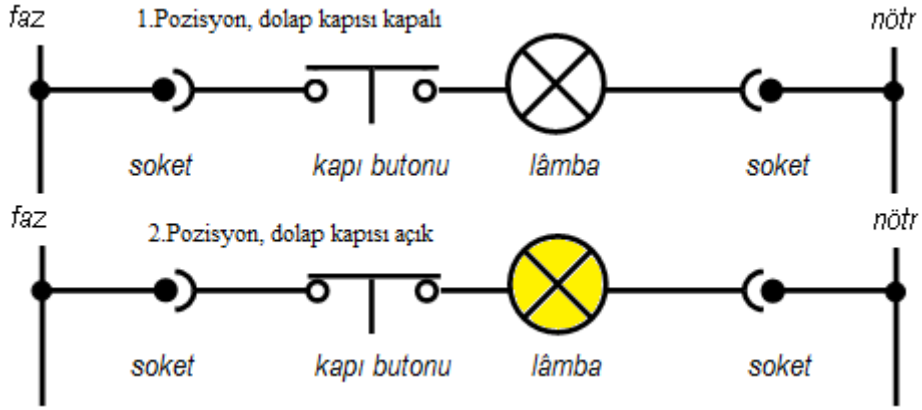 faz 1.Pozisyon, dolap kapısı kapalı nötr
soket kapı butonu lâmba soket
faz 2.Pozisyon, dolap kapısı açık nötr
soket kapı butonu lâmba soket